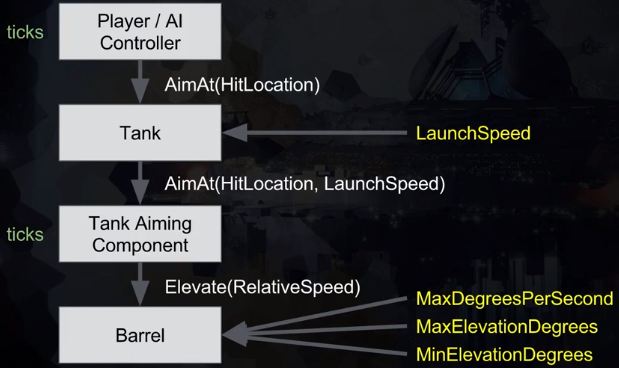 ticks
Player / AI
Controller
AimAt(HitLocation)
Tank
LaunchSpeed
AimAt(HitLocation, LaunchSpeed)
ticks
Tank Aiming
Component
Elevate(RelativeSpeed)
Barrel
MaxDegreesPerSecond
MaxElevationDegrees
MinElevationDegrees